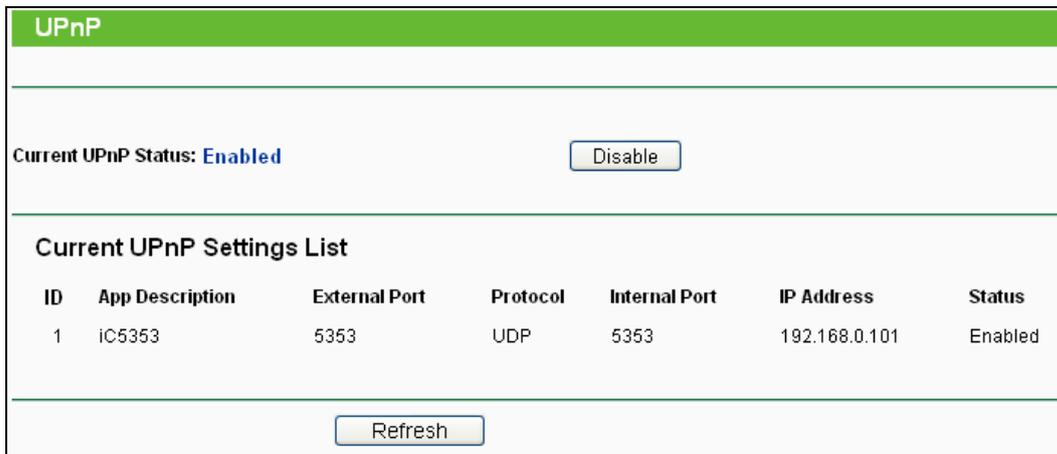 UPnP
Current UPnP Status: Enabled Disable
Current UPnP Settings List
ID App Description External Port Protocol Internal Port IP Address Status
1 iC5353 5353 UDP 5353 192.168.0.101 Enabled
Refresh